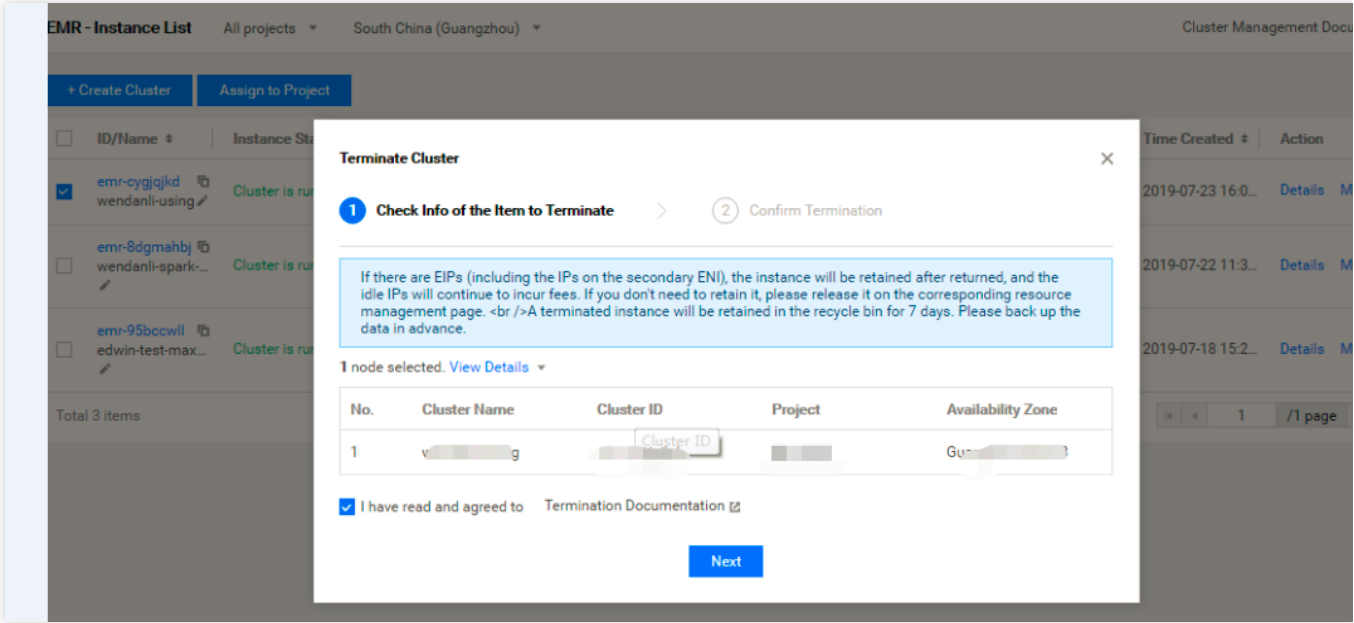 EMR - Instance List All projects South China (Guangzhou) Cluster Management Docu
+ Create Cluster Assign to Project
ID/Name Instance Sta Time Created Action
emr-cygjqjkd
wendanli-using
Cluster is run
2019-07-23 16:0... Details M
emr-8dgmahbj
wendanli-spark-...
Cluster is run
2019-07-22 11:3... Details M
emr-95bccwll
edwin-test-max...
Cluster is run
2019-07-18 15:2... Details M
Total 3 items
1 /1 page
Terminate Cluster
1 Check Info of the Item to Terminate 2 Confirm Termination
If there are EIPs (including the IPs on the secondary ENI), the instance will be retained after returned, and the
idle IPs will continue to incur fees. If you don't need to retain it, please release it on the corresponding resource
management page. <br />A terminated instance will be retained in the recycle bin for 7 days. Please back up the
data in advance.
1 node selected. View Details
No. Cluster Name Cluster ID Project Availability Zone
Cluster ID
1
I have read and agreed to Termination Documentation
Next